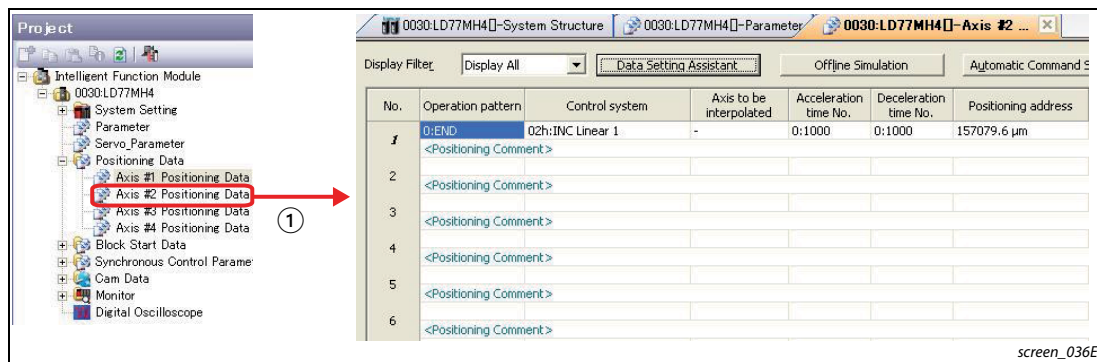 Project
Intelligent Function Module
0030:LD77MH4
System Setting
Parameter
Servo_Parameter
Positioning Data
Axis #1 Positioning Data
Axis #2 Positioning Data
Axis #3 Positioning Data
Axis #4 Positioning Data
Block Start Data
Synchronous Control Parame
Cam Data
Monitor
Digital Oscilloscope
①
0030:LD77MH4[]-System Structure 0030:LD77MH4[]-Parameter 0030:LD77MH4[]-Axis #2 ...
Display Filter Display All Data Setting Assistant Offline Simulation Automatic Command S
No. Operation pattern Control system Axis to be interpolated Acceleration time No. Deceleration time No. Positioning address
1 0:END 02h:INC Linear 1 - 0:1000 0:1000 157079.6 µm
<Positioning Comment>
2
<Positioning Comment>
3
<Positioning Comment>
4
<Positioning Comment>
5
<Positioning Comment>
6
<Positioning Comment>
screen_036E